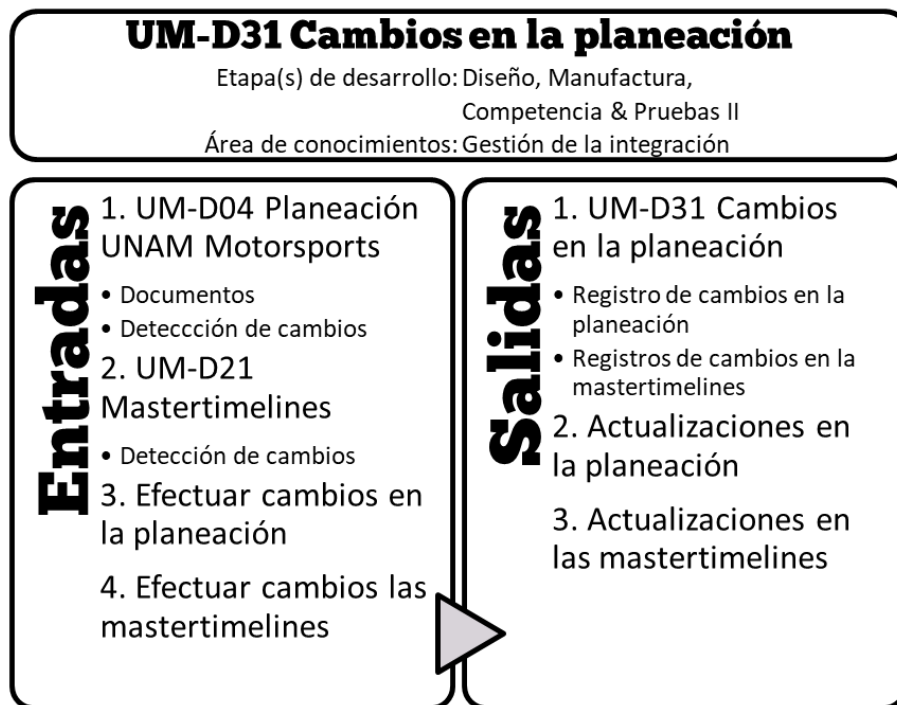 UM-D31 Cambios en la planeación
Etapa(s) de desarrollo: Diseño, Manufactura,
Competencia & Pruebas II
Área de conocimientos: Gestión de la integración
Entradas
1. UM-D04 Planeación
UNAM Motorsports
• Documentos
• Deteccción de cambios
2. UM-D21
Mastertimelines
• Detección de cambios
3. Efectuar cambios en
la planeación
4. Efectuar cambios las
mastertimelines
Salidas
1. UM-D31 Cambios
en la planeación
• Registro de cambios en la
planeación
• Registros de cambios en la
mastertimelines
2. Actualizaciones en
la planeación
3. Actualizaciones en
las mastertimelines